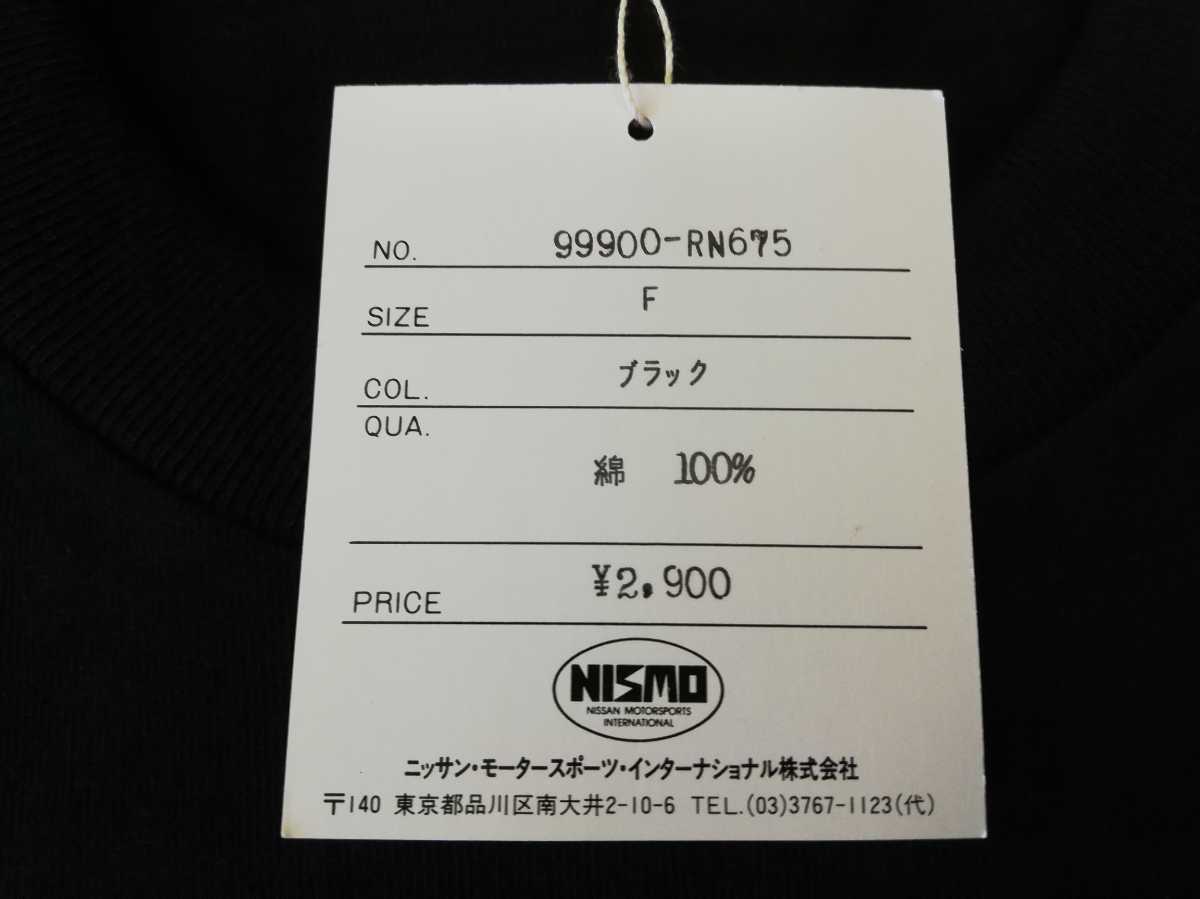 NO. 99900-RN675
SIZE F
COL. ブラック
QUA.
綿 100%
PRICE ¥2,900
NISMO
NISSAN MOTORSPORTS
INTERNATIONAL
ニッサン・モータースポーツ・インターナショナル株式会社
〒140 東京都品川区南大井2-10-6 TEL.(03)3767-1123(代)